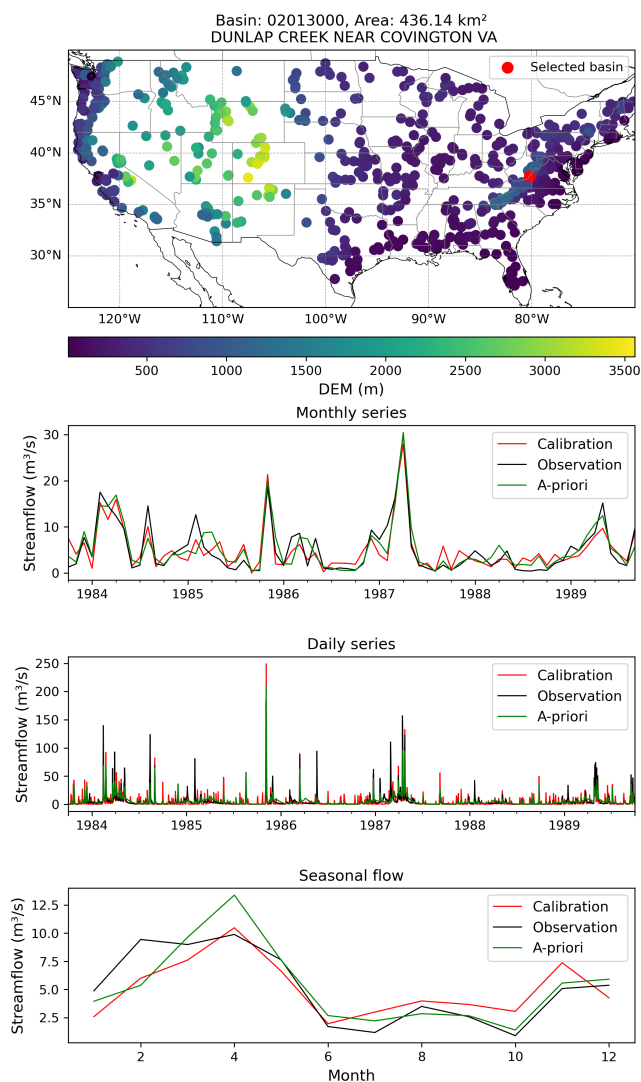 Basin: 02013000, Area: 436.14 km²
DUNLAP CREEK NEAR COVINGTON VA
Selected basin
45°N
40°N
35°N
30°N
120°W 110°W 100°W 90°W 80°W
500 1000 1500 2000 2500 3000 3500
DEM (m)
Monthly series
Streamflow (m³/s)
30
20
10
0
Calibration
Observation
A-priori
1984 1985 1986 1987 1988 1989
Daily series
Streamflow (m³/s)
250
200
150
100
50
0
Calibration
Observation
A-priori
1984 1985 1986 1987 1988 1989
Seasonal flow
Streamflow (m³/s)
12.5
10.0
7.5
5.0
2.5
Calibration
Observation
A-priori
2 4 6 8 10 12
Month